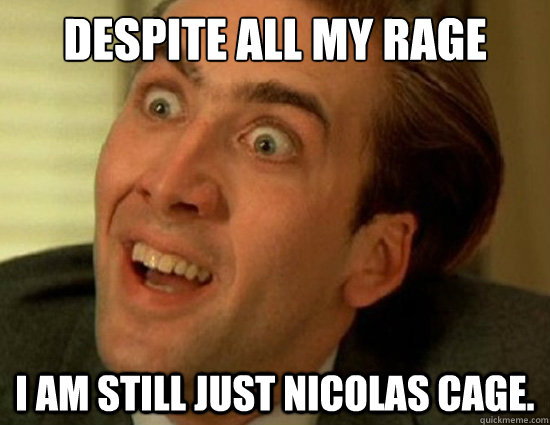 DESPITE ALL MY RAGE
I AM STILL JUST NICOLAS CAGE.
quickmeme.com